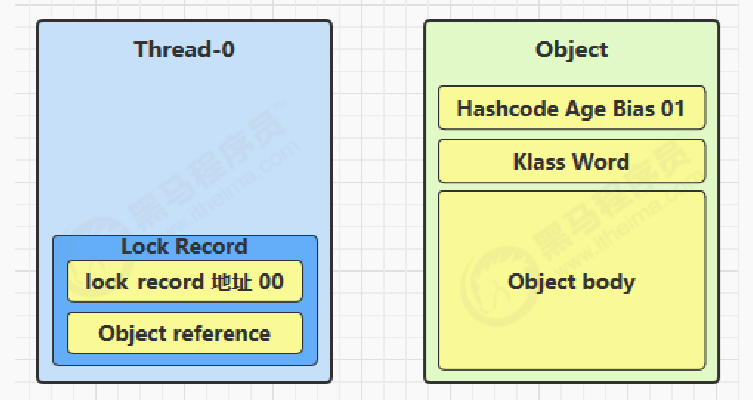 Thread-0
Lock Record
lock record 地址 00
Object reference
Object
Hashcode Age Bias 01
Klass Word
Object body
黑马程序员
www.itheima.com
黑马程序员
www.itheima.com